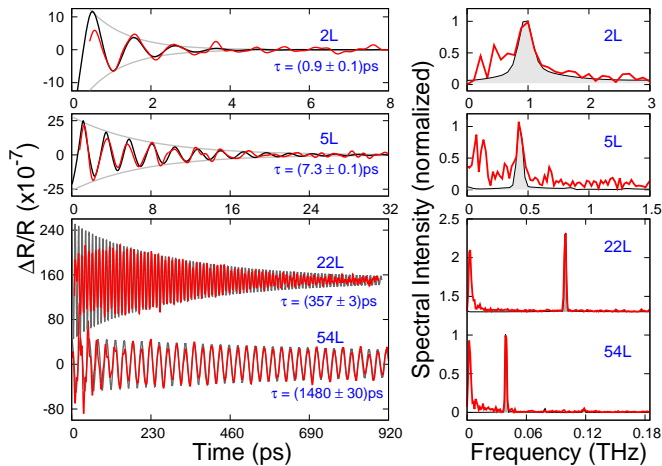 10
0
-10
2L
τ = (0.9 ± 0.1)ps
0 2 4 6 8
25
0
-25
5L
τ = (7.3 ± 0.1)ps
0 8 16 24 32
240
160
80
0
-80
22L
τ = (357 ± 3)ps
54L
τ = (1480 ± 30)ps
0 230 460 690 920
Time (ps)
ΔR/R (x10⁻⁷)
1
0.5
0
2L
0 1 2 3
1
0.5
0
5L
0 0.5 1 1.5
2.5
2.1
1.3
1
0.5
0
22L
54L
0 0.06 0.12 0.18
Frequency (THz)
Spectral Intensity (normalized)